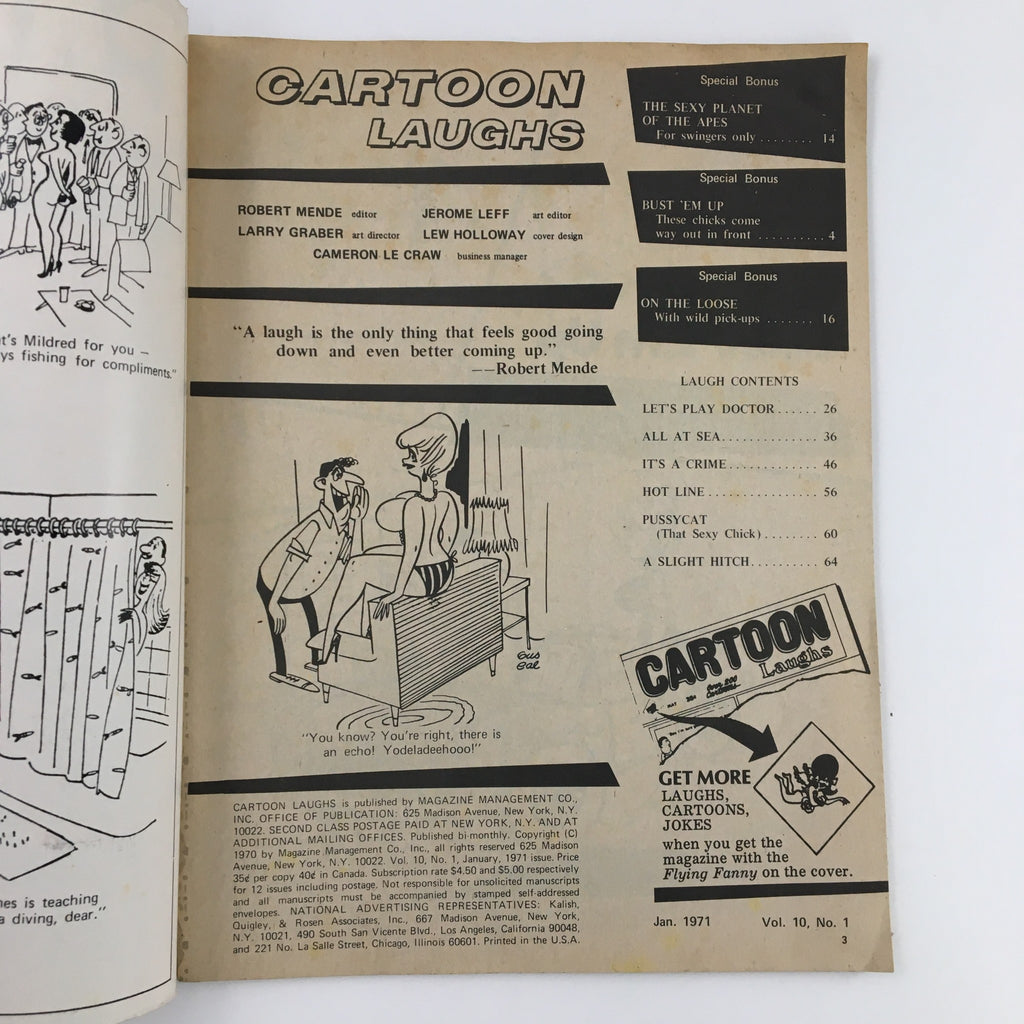 t's Mildred for you –
ys fishing for compliments."
nes is teaching
a diving, dear."
CARTOON
LAUGHS
ROBERT MENDE editor JEROME LEFF art editor
LARRY GRABER art director LEW HOLLOWAY cover design
CAMERON LE CRAW business manager
"A laugh is the only thing that feels good going
down and even better coming up."
——Robert Mende
Gus
Gal
"You know? You're right, there is
an echo! Yodeladeehooo!"
CARTOON LAUGHS is published by MAGAZINE MANAGEMENT CO.,
INC. OFFICE OF PUBLICATION: 625 Madison Avenue, New York, N.Y.
10022. SECOND CLASS POSTAGE PAID AT NEW YORK, N.Y. AND AT
ADDITIONAL MAILING OFFICES. Published bi-monthly. Copyright (C)
1970 by Magazine Management Co., Inc., all rights reserved 625 Madison
Avenue, New York, N.Y. 10022. Vol. 10, No. 1, January, 1971 issue. Price
35¢ per copy 40¢ in Canada. Subscription rate $4.50 and $5.00 respectively
for 12 issues including postage. Not responsible for unsolicited manuscripts
and all manuscripts must be accompanied by stamped self-addressed
envelopes. NATIONAL ADVERTISING REPRESENTATIVES: Kalish,
Quigley, & Rosen Associates, Inc., 667 Madison Avenue, New York,
N.Y. 10021, 490 South San Vicente Blvd., Los Angeles, California 90048,
and 221 No. La Salle Street, Chicago, Illinois 60601. Printed in the U.S.A.
Special Bonus
THE SEXY PLANET
OF THE APES
For swingers only ........ 14
Special Bonus
BUST 'EM UP
These chicks come
way out in front .......... 4
Special Bonus
ON THE LOOSE
With wild pick-ups ....... 16
LAUGH CONTENTS
LET'S PLAY DOCTOR...... 26
ALL AT SEA............. 36
IT'S A CRIME............ 46
HOT LINE............... 56
PUSSYCAT
(That Sexy Chick)........ 60
A SLIGHT HITCH.......... 64
CARTOON
Laughs
MAY 35¢
GET MORE
LAUGHS,
CARTOONS,
JOKES
when you get the
magazine with the
Flying Fanny on the cover.
Jan. 1971 Vol. 10, No. 1
3